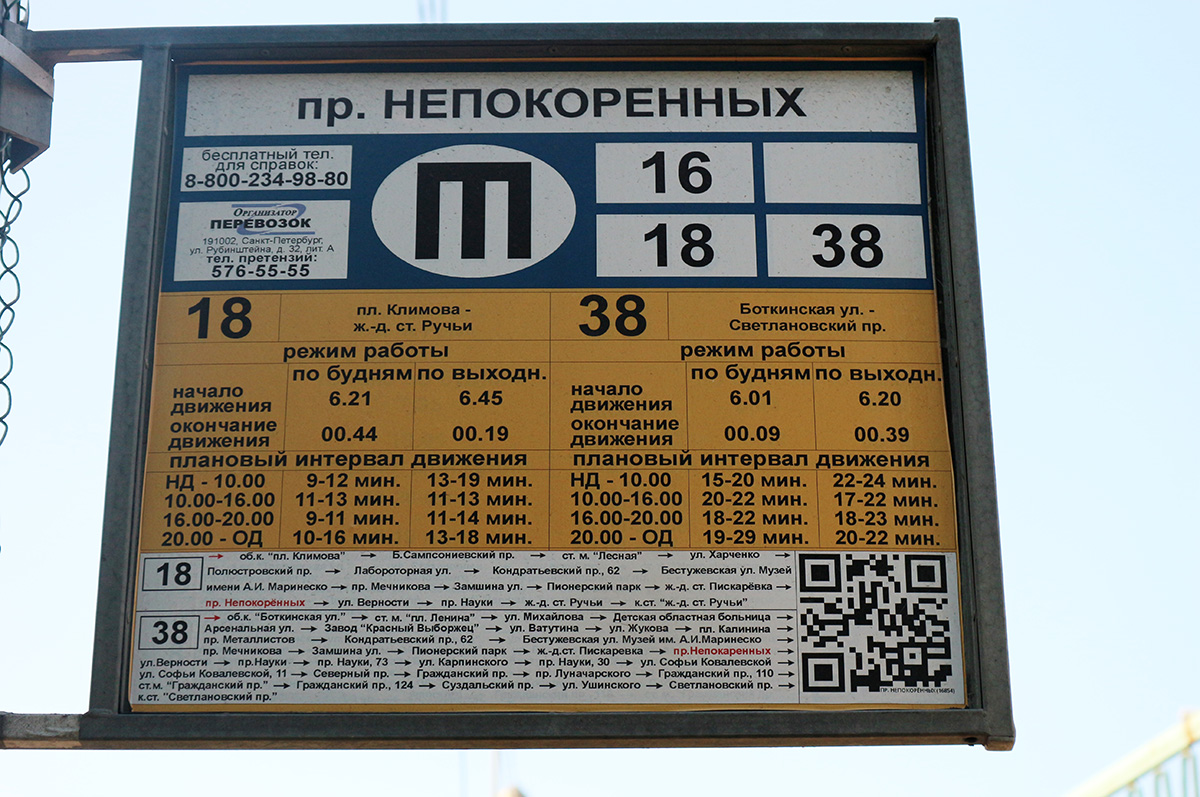 пр. НЕПОКОРЕННЫХ
бесплатный тел.
для справок:
8-800-234-98-80
Организатор
ПЕРЕВОЗОК
191002, Санкт-Петербург,
ул. Рубинштейна, д. 32, лит. А
тел. претензий:
576-55-55
Т
16
18 38
18 пл. Климова - ж.-д. ст. Ручьи
режим работы
по будням по выходн.
начало движения 6.21 6.45
окончание движения 00.44 00.19
плановый интервал движения
НД - 10.00 9-12 мин. 13-19 мин.
10.00-16.00 11-13 мин. 11-13 мин.
16.00-20.00 9-11 мин. 11-14 мин.
20.00 - ОД 10-16 мин. 13-18 мин.
38 Боткинская ул. - Светлановский пр.
режим работы
по будням по выходн.
начало движения 6.01 6.20
окончание движения 00.09 00.39
плановый интервал движения
НД - 10.00 15-20 мин. 22-24 мин.
10.00-16.00 20-22 мин. 17-22 мин.
16.00-20.00 18-22 мин. 18-23 мин.
20.00 - ОД 19-29 мин. 20-22 мин.
18 → об.к. "пл. Климова" → Б.Сампсониевский пр. → ст. м "Лесная" → ул. Харченко →
Полюстровский пр. → Лабороторная ул. → Кондратьевский пр., 62 → Бестужевская ул. Музей
имени А.И. Маринеско → пр. Мечникова → Замшина ул. → Пионерский парк → ж.-д. ст. Пискарёвка →
пр. Непокорённых → ул. Верности → пр. Науки → ж.-д. ст. Ручьи → к.ст. "ж.-д. ст. Ручьи"
38 → об.к. "Боткинская ул." → ст. м. "пл. Ленина" → ул. Михайлова → Детская областная больница →
Арсенальная ул. → Завод "Красный Выборжец" → ул. Ватутина → ул. Жукова → пл. Калинина →
пр. Металлистов → Кондратьевский пр., 62 → Бестужевская ул. Музей им. А.И.Маринеско →
пр. Мечникова → Замшина ул. → Пионерский парк → ж.-д.ст. Пискаревка → пр.Непокаренных →
ул.Верности → пр.Науки → пр. Науки, 73 → ул. Карпинского → пр. Науки, 30 → ул. Софьи Ковалевской →
ул. Софьи Ковалевской, 11 → Северный пр. → Гражданский пр. → пр. Луначарского → Гражданский пр., 110 →
ст.м. "Гражданский пр." → Гражданский пр., 124 → Суздальский пр. → ул. Ушинского → Светлановский пр. →
к.ст. "Светлановский пр."
ПР. НЕПОКОРЁННЫХ (16854)